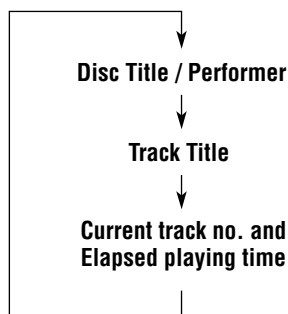 Disc Title / Performer
Track Title
Current track no. and
Elapsed playing time